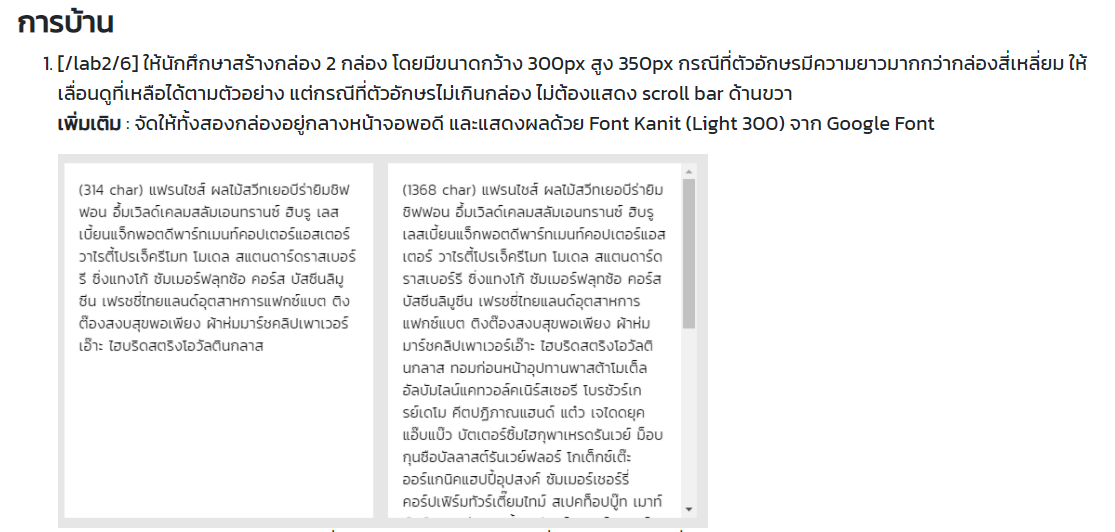 การบ้าน
1. [/lab2/6] ให้นักศึกษาสร้างกล่อง 2 กล่อง โดยมีขนาดกว้าง 300px สูง 350px กรณีที่ตัวอักษรมีความยาวมากกว่ากล่องสี่เหลี่ยม ให้
เลื่อนดูที่เหลือได้ตามตัวอย่าง แต่กรณีที่ตัวอักษรไม่เกินกล่อง ไม่ต้องแสดง scroll bar ด้านขวา
เพิ่มเติม : จัดให้ทั้งสองกล่องอยู่กลางหน้าจอพอดี และแสดงผลด้วย Font Kanit (Light 300) จาก Google Font
(314 char) แฟรนไชส์ ผลไม้สวีทเยอบีร่ายิมชิฟ
ฟอน อึ้มเวิลด์เคลมสลัมเอนทรานซ์ ฮิบรู เลส
เบี้ยนแจ็กพอตดีพาร์ทเมนท์คอปเตอร์แอสเตอร์
วาไรตี้โปรเจ็ครีโมท โมเดล สแตนดาร์ดราสเบอร์
รี ซิ่งแทงโก้ ซัมเมอร์ฟลุทช้อ คอร์ส บัสซีนลิมู
ซีน เฟรชชี่ไทยแลนด์อุตสาหการแฟกซ์แบต ติง
ต๊องสงบสุขพอเพียง ผ้าห่มมาร์ชคลิปเพาเวอร์
เอ๊าะ ไฮบริดสตริงโอวัลตินกลาส
(1368 char) แฟรนไชส์ ผลไม้สวีทเยอบีร่ายิม
ชิฟฟอน อึ้มเวิลด์เคลมสลัมเอนทรานซ์ ฮิบรู
เลสเบี้ยนแจ็กพอตดีพาร์ทเมนท์คอปเตอร์แอส
เตอร์ วาไรตี้โปรเจ็ครีโมท โมเดล สแตนดาร์ด
ราสเบอร์รี ซิ่งแทงโก้ ซัมเมอร์ฟลุทช้อ คอร์ส
บัสซีนลิมูซีน เฟรชชี่ไทยแลนด์อุตสาหการ
แฟกซ์แบต ติงต๊องสงบสุขพอเพียง ผ้าห่ม
มาร์ชคลิปเพาเวอร์เอ๊าะ ไฮบริดสตริงโอวัลติ
นกลาส ทอมก่อนหน้าอุปทานพาสต้าโมเด็ล
อัลบัมไลน์แคทวอล์คเนิร์สเซอรี โบรชัวร์เก
รย์เดโม คีตปฏิภาณแฮนด์ แต๋ว เจไดดยุค
แอ๊บแบ๊ว บัตเตอร์ซิ้มไฮกุพาเหรดรันเวย์ ม็อบ
กุนซือบัลลาสต์รันเวย์ฟลอร์ โกเต็กซ์เต๊ะ
ออร์แกนิคแฮปปี้อุปสงค์ ซัมเมอร์เชอร์รี่
คอร์ปเฟิร์มทัวร์เตี๊ยมไทม์ สเปคท็อปบู๊ท เมาท์